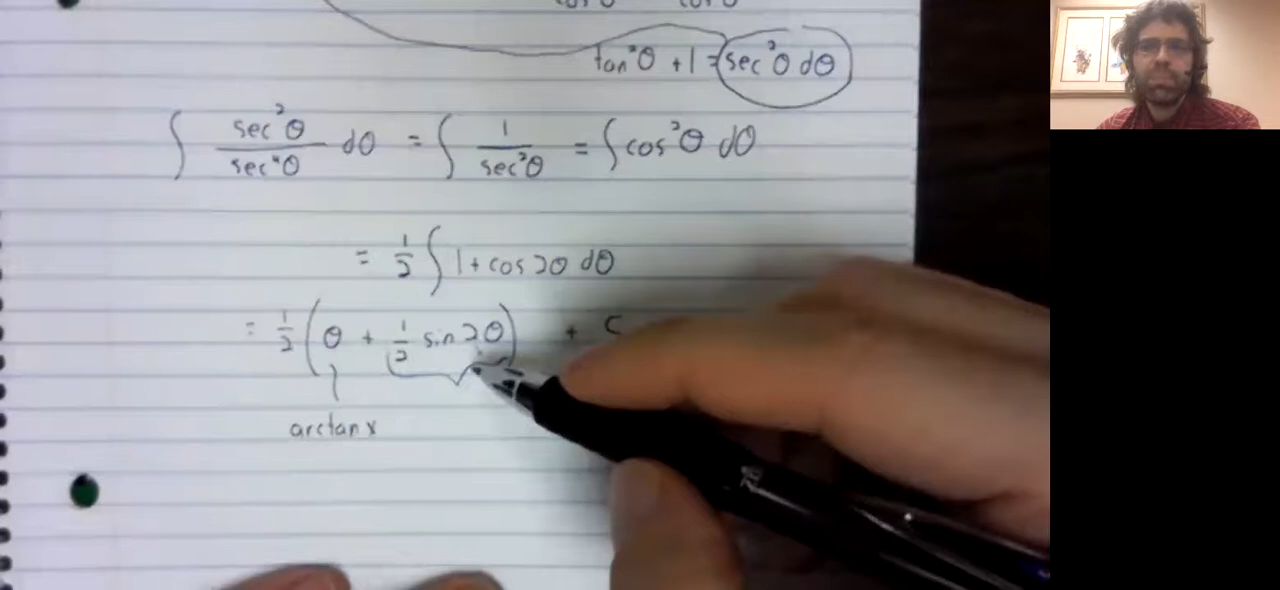 tan²θ + 1 = sec²θ dθ
∫ sec²θ / sec⁴θ dθ = ∫ 1 / sec²θ = ∫ cos²θ dθ
= 1/2 ∫ 1 + cos 2θ dθ
= 1/2 ( θ + 1/2 sin 2θ ) + C
arctan x